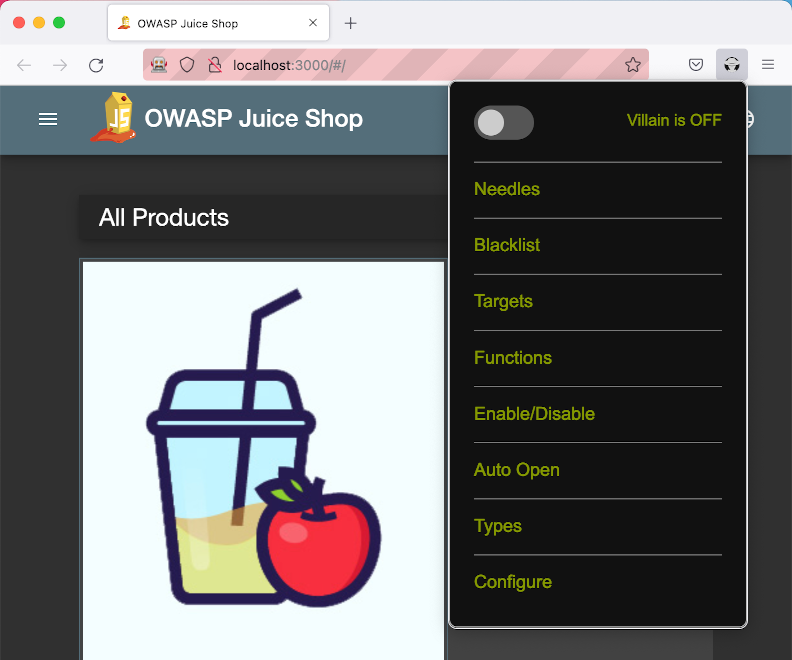 OWASP Juice Shop
localhost:3000/#/
JS
OWASP Juice Shop
Villain is OFF
All Products
Needles
Blacklist
Targets
Functions
Enable/Disable
Auto Open
Types
Configure